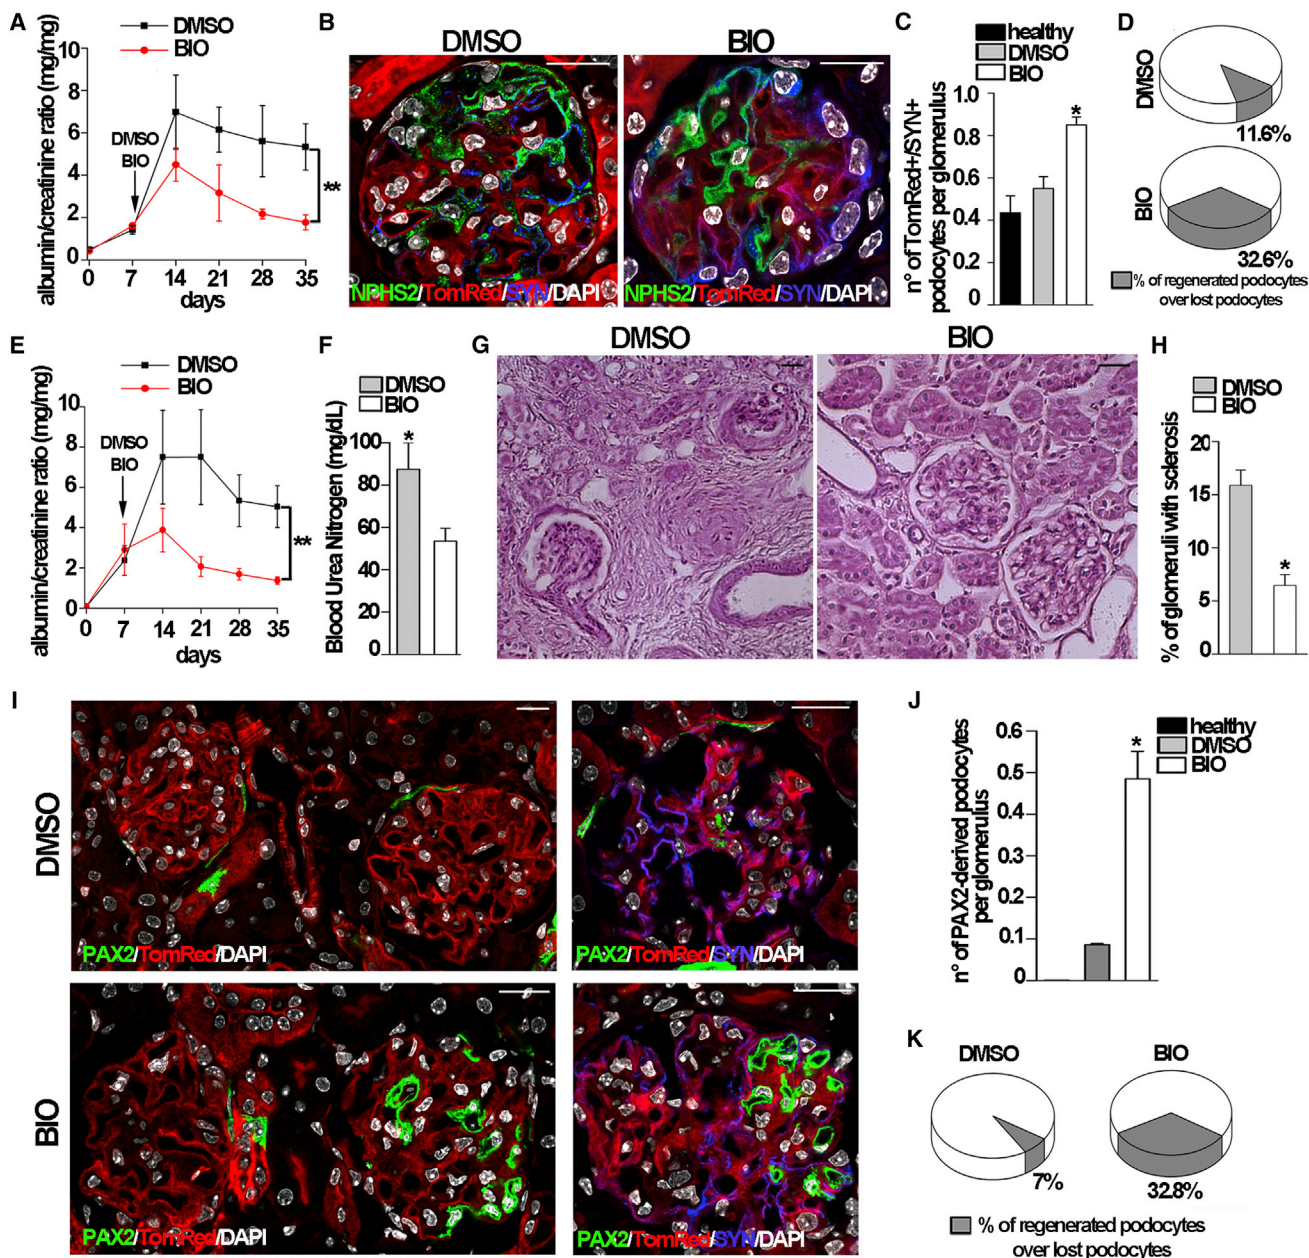 A
DMSO
BIO
albumin/creatinine ratio (mg/mg)
10
8
6
4
2
0
DMSO
BIO
**
0 7 14 21 28 35
days
B
DMSO
BIO
NPHS2/TomRed/SYN/DAPI
NPHS2/TomRed/SYN/DAPI
C
healthy
DMSO
BIO
n° of TomRed+/SYN+
podocytes per glomerulus
1.0
0.8
0.6
0.4
0.2
0
*
D
DMSO
11.6%
BIO
32.6%
% of regenerated podocytes
over lost podocytes
E
DMSO
BIO
albumin/creatinine ratio (mg/mg)
10
8
6
4
2
0
DMSO
BIO
**
0 7 14 21 28 35
days
F
DMSO
BIO
Blood Urea Nitrogen (mg/dL)
100
80
60
40
20
0
*
G
DMSO
BIO
H
DMSO
BIO
% of glomeruli with sclerosis
20
15
10
5
0
*
I
DMSO
PAX2/TomRed/DAPI
PAX2/TomRed/SYN/DAPI
BIO
PAX2/TomRed/DAPI
PAX2/TomRed/SYN/DAPI
J
healthy
DMSO
BIO
n° of PAX2-derived podocytes
per glomerulus
0.6
0.5
0.4
0.3
0.2
0.1
0
*
K
DMSO
BIO
7%
32.8%
% of regenerated podocytes
over lost podocytes